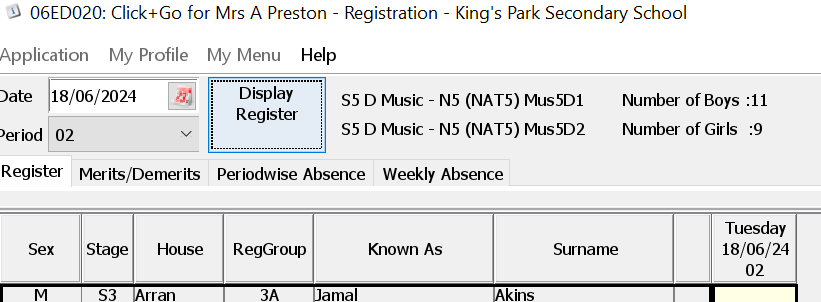 06ED020: Click+Go for Mrs A Preston - Registration - King's Park Secondary School
Application My Profile My Menu Help
Date 18/06/2024 Display Register S5 D Music - N5 (NAT5) Mus5D1 Number of Boys :11
Period 02 S5 D Music - N5 (NAT5) Mus5D2 Number of Girls :9
Register Merits/Demerits Periodwise Absence Weekly Absence
Sex Stage House RegGroup Known As Surname Tuesday 18/06/24 02
M S3 Arran 3A Jamal Akins